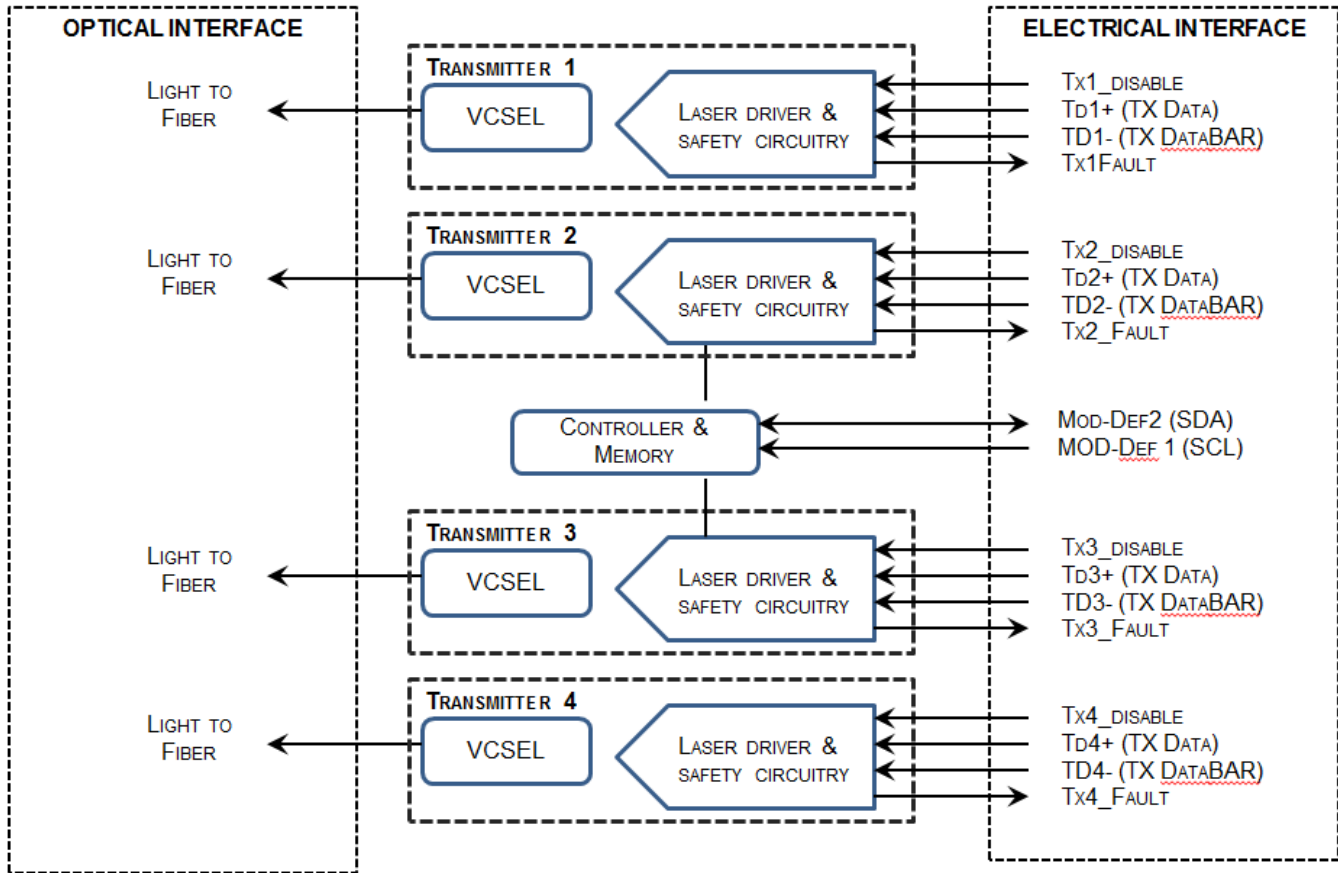 OPTICAL INTERFACE
ELECTRICAL INTERFACE
LIGHT TO
FIBER
TRANSMITTER 1
VCSEL
LASER DRIVER &
SAFETY CIRCUITRY
TX1_DISABLE
TD1+ (TX DATA)
TD1- (TX DATABAR)
TX1FAULT
LIGHT TO
FIBER
TRANSMITTER 2
VCSEL
LASER DRIVER &
SAFETY CIRCUITRY
TX2_DISABLE
TD2+ (TX DATA)
TD2- (TX DATABAR)
TX2_FAULT
CONTROLLER &
MEMORY
MOD-DEF2 (SDA)
MOD-DEF 1 (SCL)
LIGHT TO
FIBER
TRANSMITTER 3
VCSEL
LASER DRIVER &
SAFETY CIRCUITRY
TX3_DISABLE
TD3+ (TX DATA)
TD3- (TX DATABAR)
TX3_FAULT
LIGHT TO
FIBER
TRANSMITTER 4
VCSEL
LASER DRIVER &
SAFETY CIRCUITRY
TX4_DISABLE
TD4+ (TX DATA)
TD4- (TX DATABAR)
TX4_FAULT